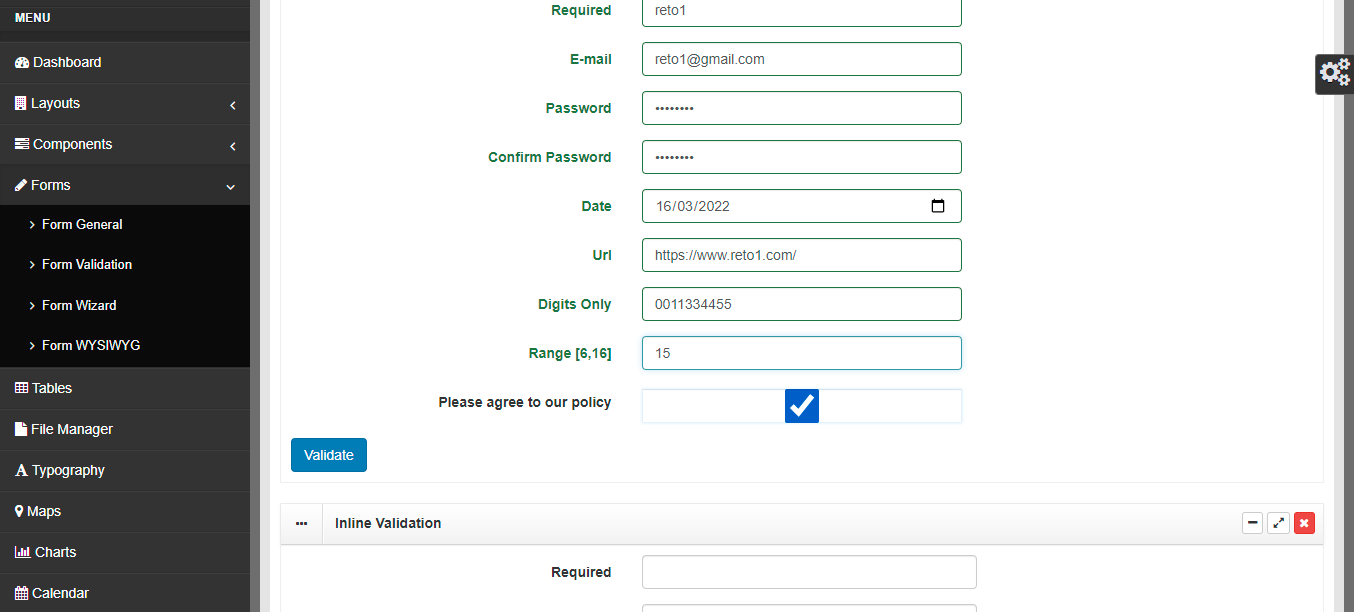 MENU
Dashboard
Layouts
Components
Forms
Form General
Form Validation
Form Wizard
Form WYSIWYG
Tables
File Manager
Typography
Maps
Charts
Calendar
Required reto1
E-mail reto1@gmail.com
Password ••••••••
Confirm Password ••••••••
Date 16/03/2022
Url https://www.reto1.com/
Digits Only 0011334455
Range [6,16] 15
Please agree to our policy
Validate
Inline Validation
Required